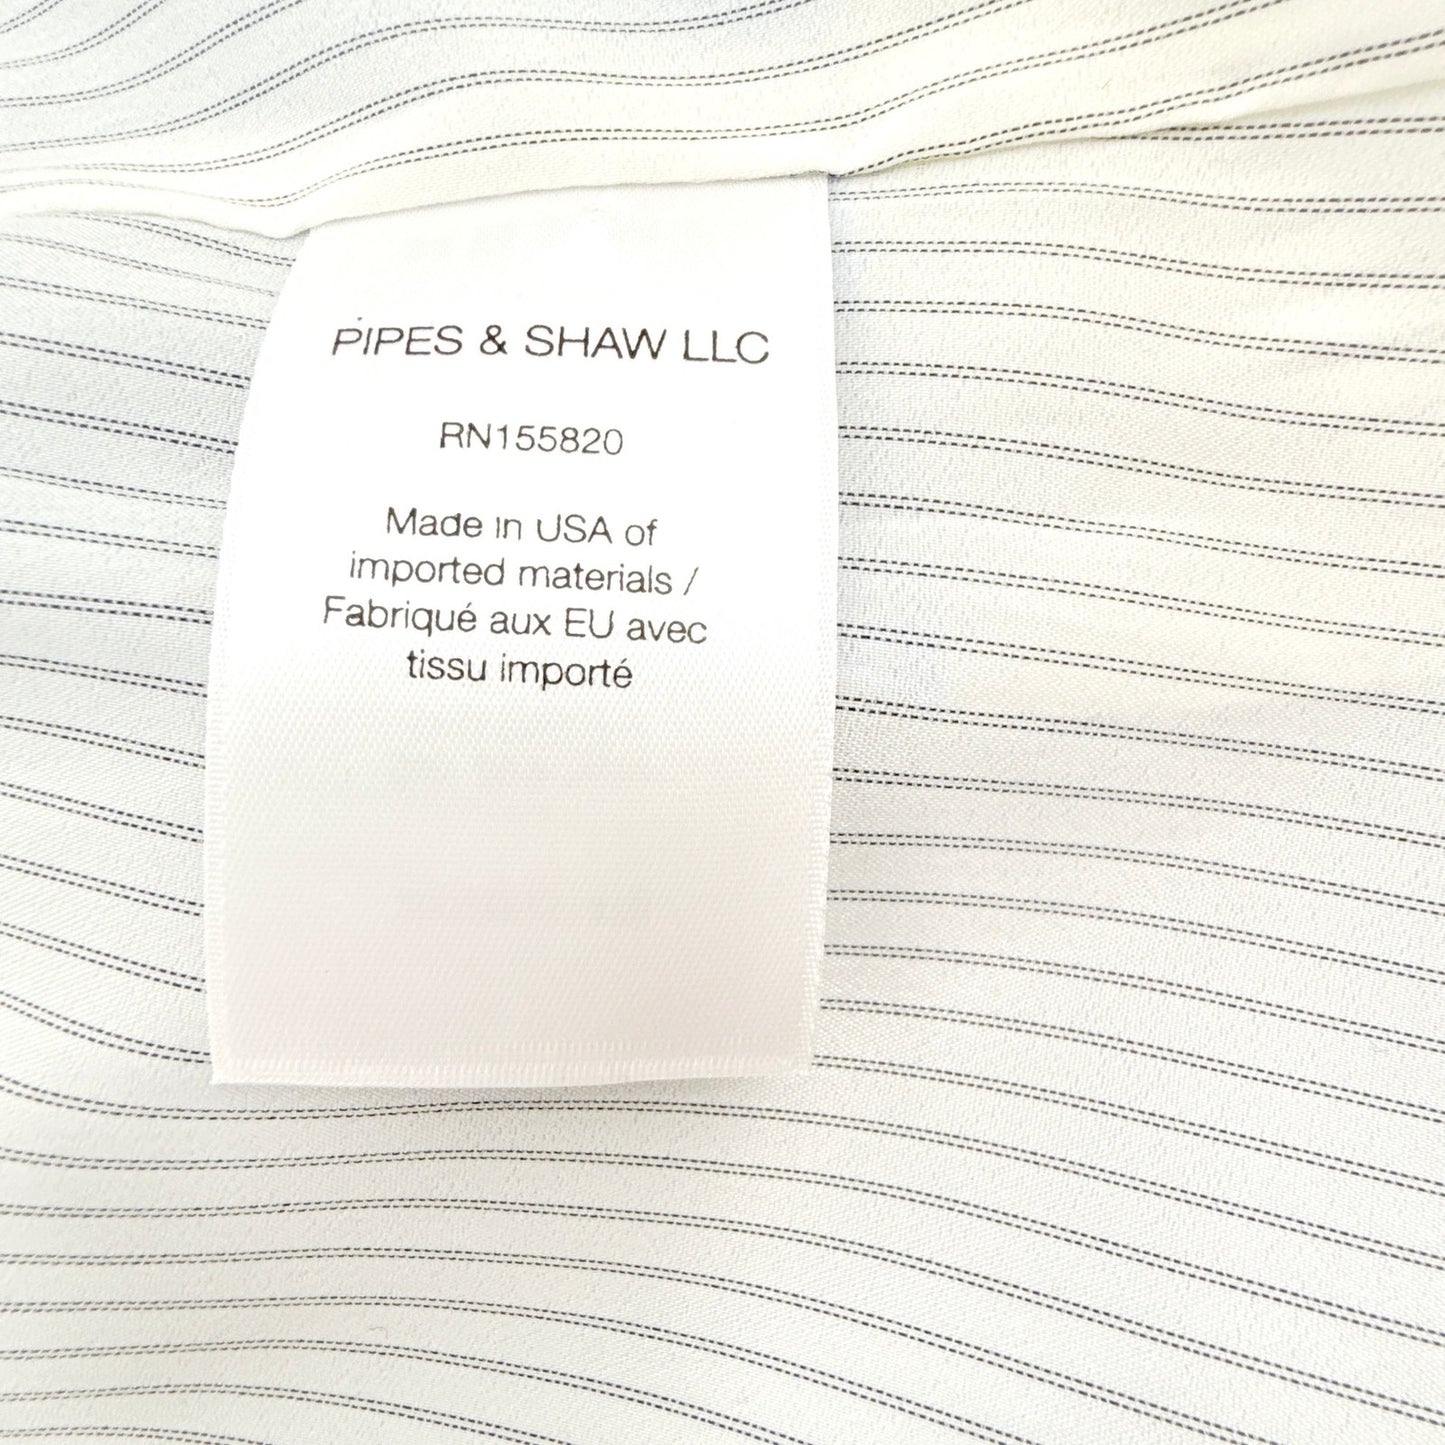 PIPES & SHAW LLC
RN155820
Made in USA of
imported materials /
Fabriqué aux EU avec
tissu importé